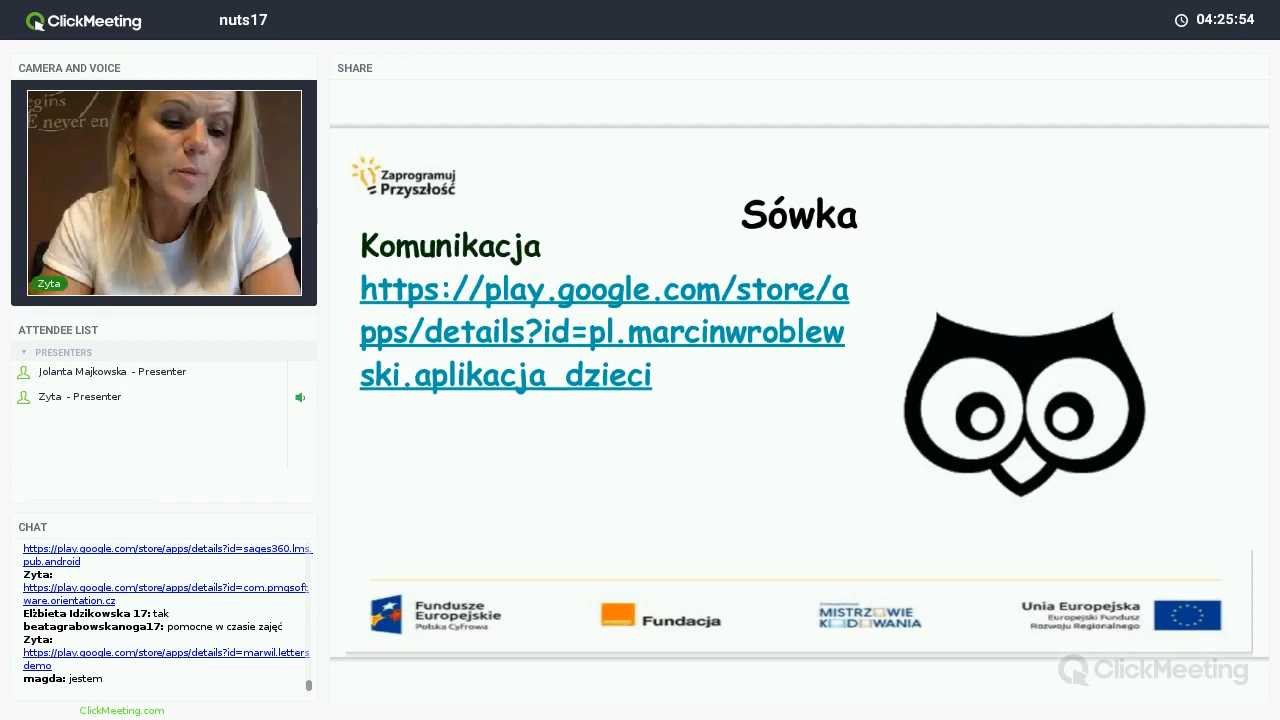 ClickMeeting
nuts17
04:25:54
CAMERA AND VOICE
egins
E never en
Zyta
ATTENDEE LIST
PRESENTERS
Jolanta Majkowska - Presenter
Zyta - Presenter
CHAT
https://play.google.com/store/apps/details?id=sages360.lms.
pub.android
Zyta:
https://play.google.com/store/apps/details?id=com.pmqsoft
ware.orientation.cz
Elżbieta Idzikowska 17: tak
beatagrabowskanoga17: pomocne w czasie zajęć
Zyta:
https://play.google.com/store/apps/details?id=marwil.letters
demo
magda: jestem
ClickMeeting.com
SHARE
Zaprogramuj
Przyszłość
Sówka
Komunikacja
https://play.google.com/store/a
pps/details?id=pl.marcinwroblew
ski.aplikacja_dzieci
Fundusze
Europejskie
Polska Cyfrowa
Fundacja
MISTRZOWIE
KODOWANIA
Unia Europejska
Europejski Fundusz
Rozwoju Regionalnego
ClickMeeting